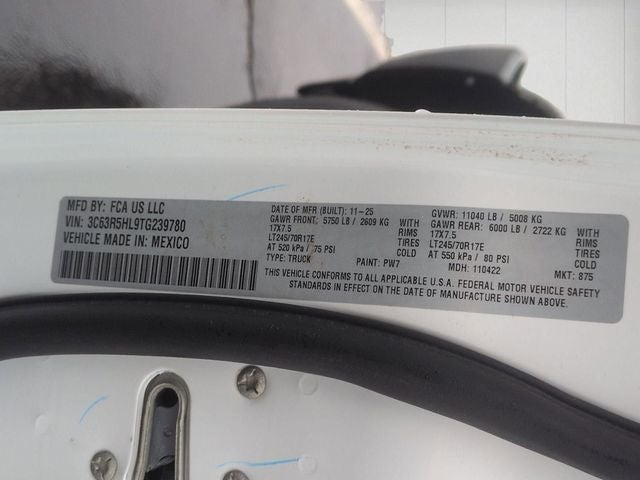 MFD BY: FCA US LLC
VIN: 3C63R5HL9TG239780
VEHICLE MADE IN: MEXICO
DATE OF MFR (BUILT): 11-25
GAWR FRONT: 5750 LB / 2609 KG WITH
17X7.5 RIMS
LT245/70R17E TIRES
AT 520 kPa / 75 PSI COLD
TYPE: TRUCK PAINT: PW7
GVWR: 11040 LB / 5008 KG
GAWR REAR: 6000 LB / 2722 KG WITH
17X7.5 RIMS
LT245/70R17E TIRES
AT 550 kPa / 80 PSI COLD
MDH: 110422 MKT: 875
THIS VEHICLE CONFORMS TO ALL APPLICABLE U.S.A. FEDERAL MOTOR VEHICLE SAFETY
STANDARDS IN EFFECT ON THE DATE OF MANUFACTURE SHOWN ABOVE.